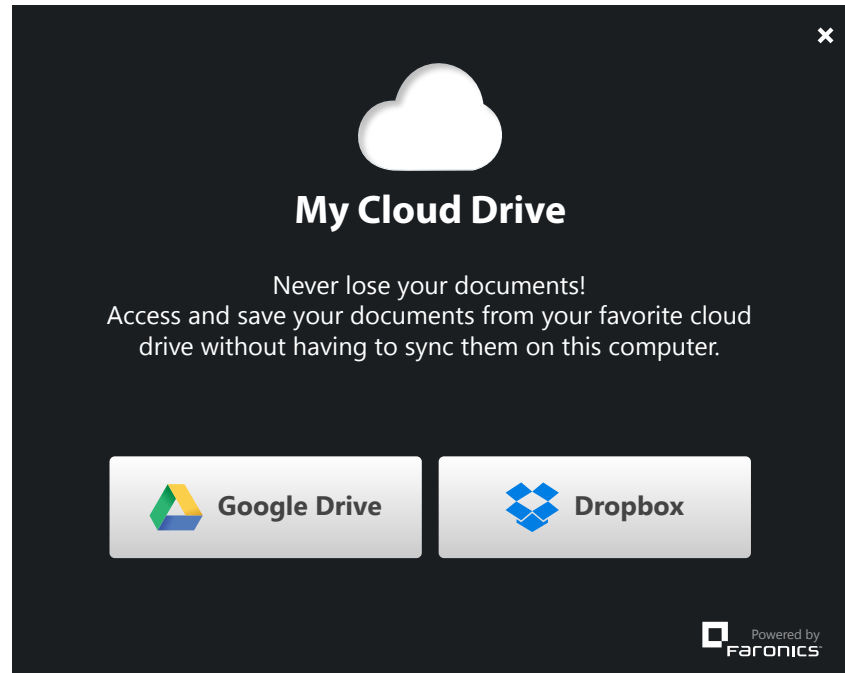 My Cloud Drive
Never lose your documents!
Access and save your documents from your favorite cloud
drive without having to sync them on this computer.
Google Drive
Dropbox
Powered by
Faronics